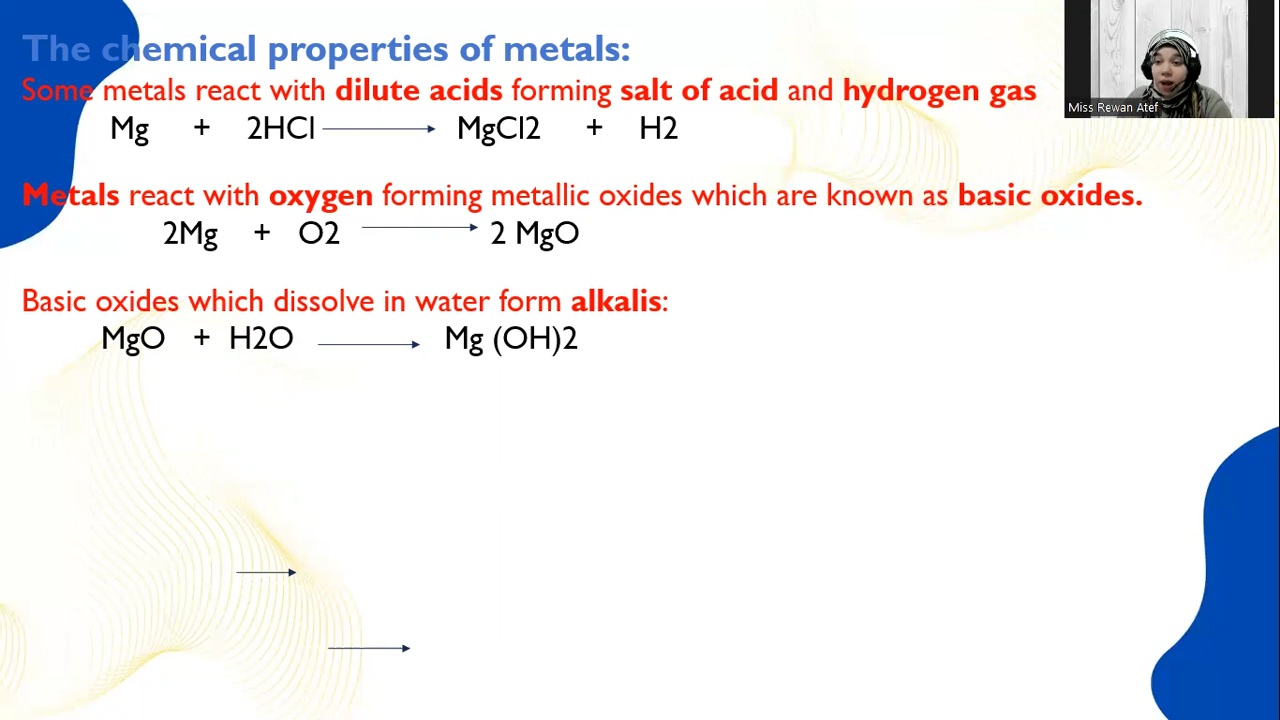 The chemical properties of metals:
Some metals react with dilute acids forming salt of acid and hydrogen gas
Mg + 2HCl MgCl2 + H2
Metals react with oxygen forming metallic oxides which are known as basic oxides.
2Mg + O2 2 MgO
Basic oxides which dissolve in water form alkalis:
MgO + H2O Mg (OH)2
Miss Rewan Atef